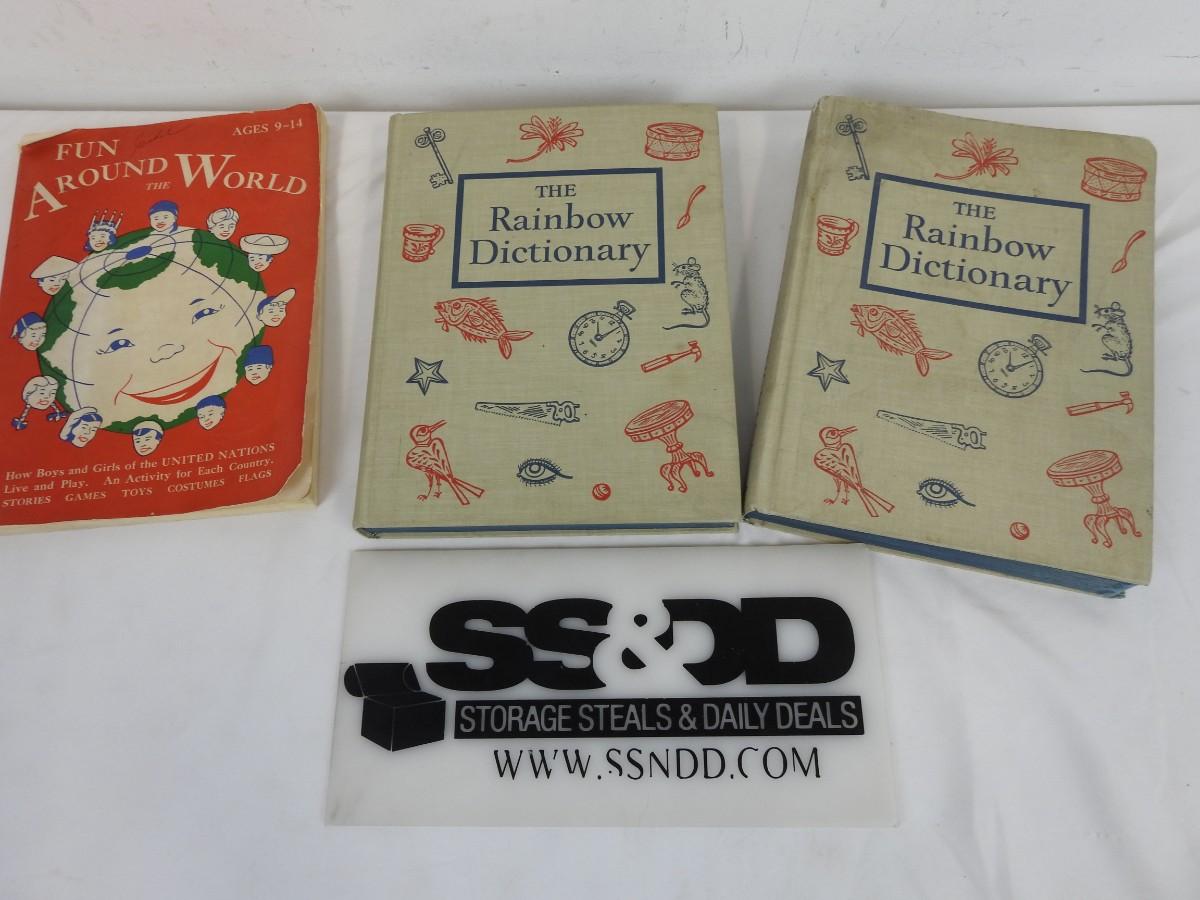 AGES 9-14
FUN
AROUND THE WORLD
How Boys and Girls of the UNITED NATIONS
Live and Play. An Activity for Each Country.
STORIES GAMES TOYS COSTUMES FLAGS
THE
Rainbow
Dictionary
THE
Rainbow
Dictionary
SS&DD
STORAGE STEALS & DAILY DEALS
WWW.SSNDD.COM